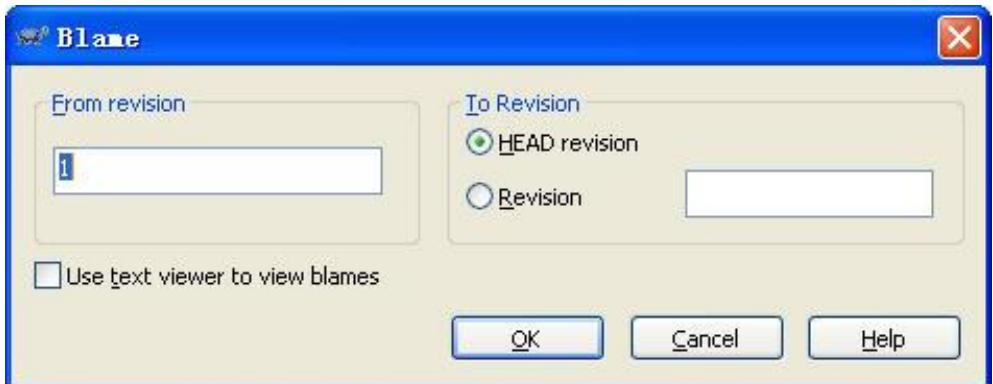 Blame
From revision
1
To Revision
HEAD revision
Revision
Use text viewer to view blames
OK
Cancel
Help